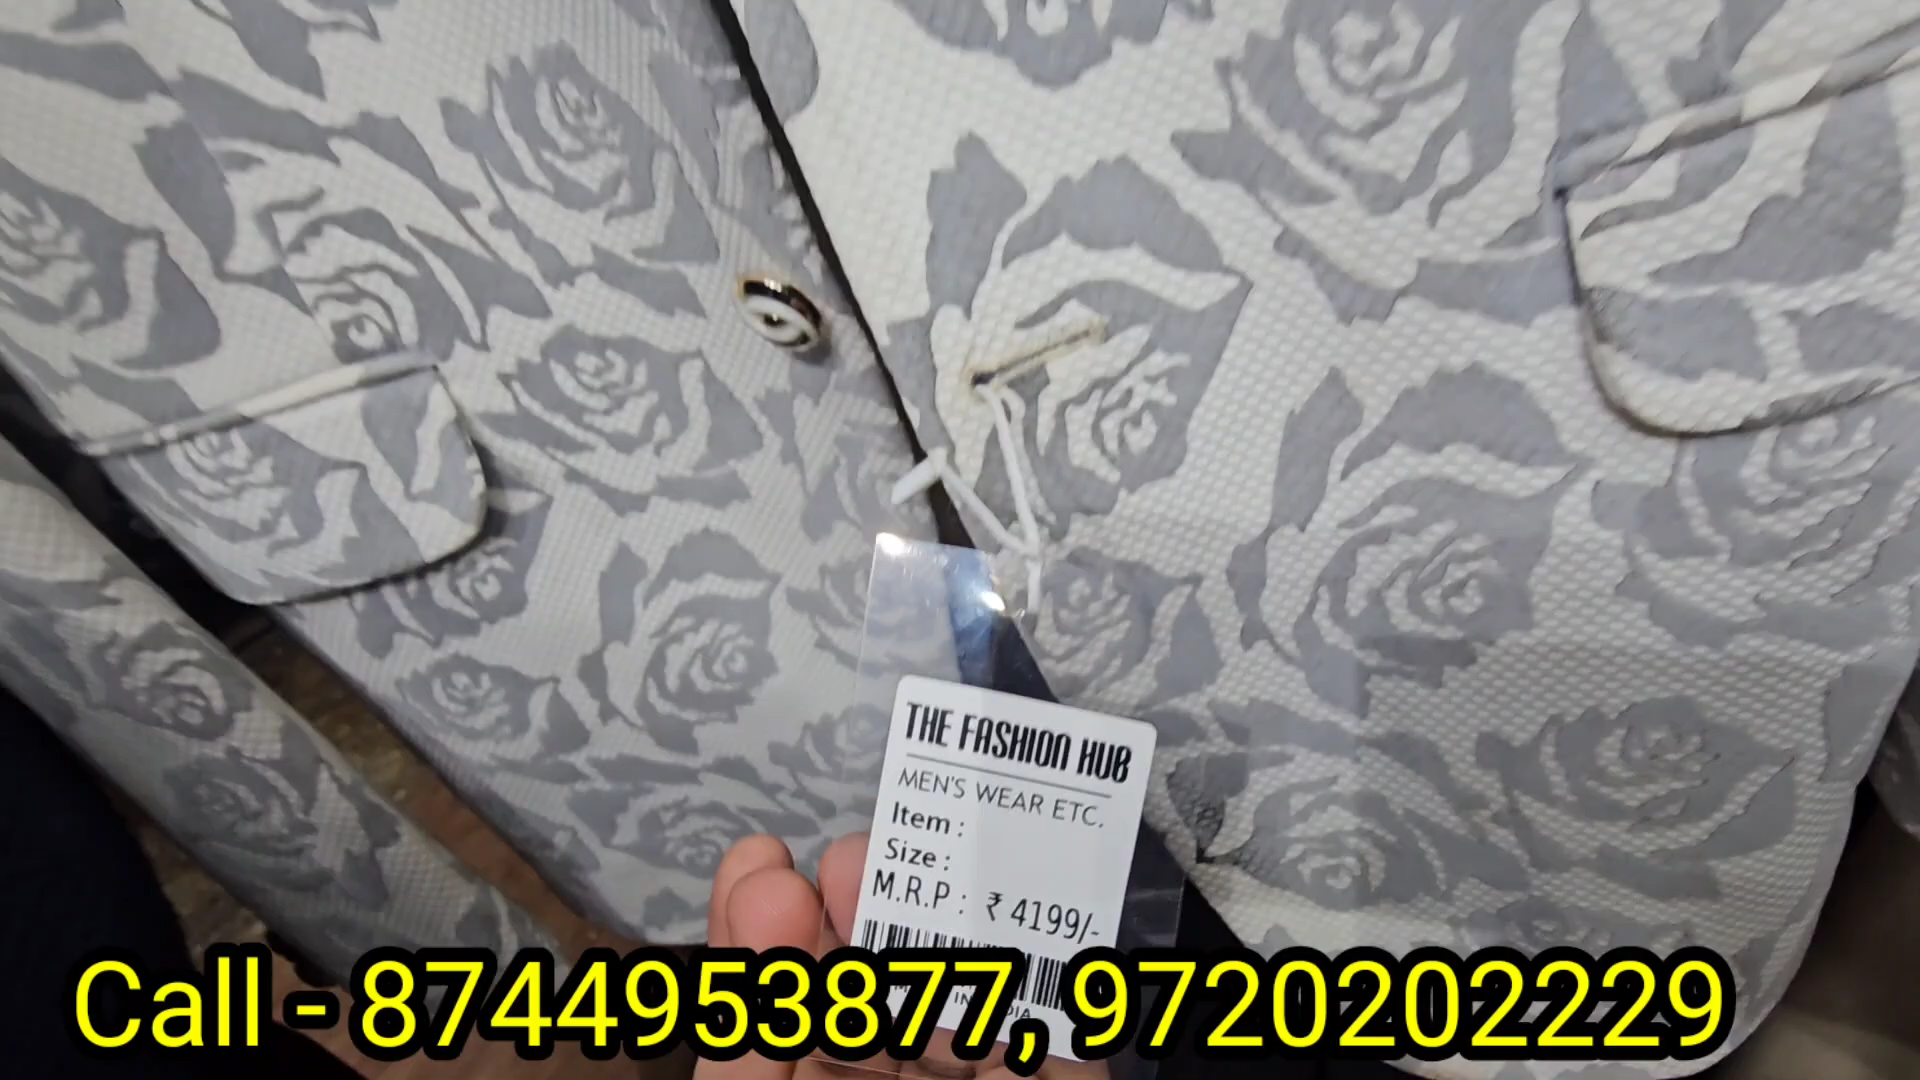 THE FASHION HUB
MEN'S WEAR ETC.
Item :
Size :
M.R.P : ₹ 4199/-
Call - 8744953877, 9720202229